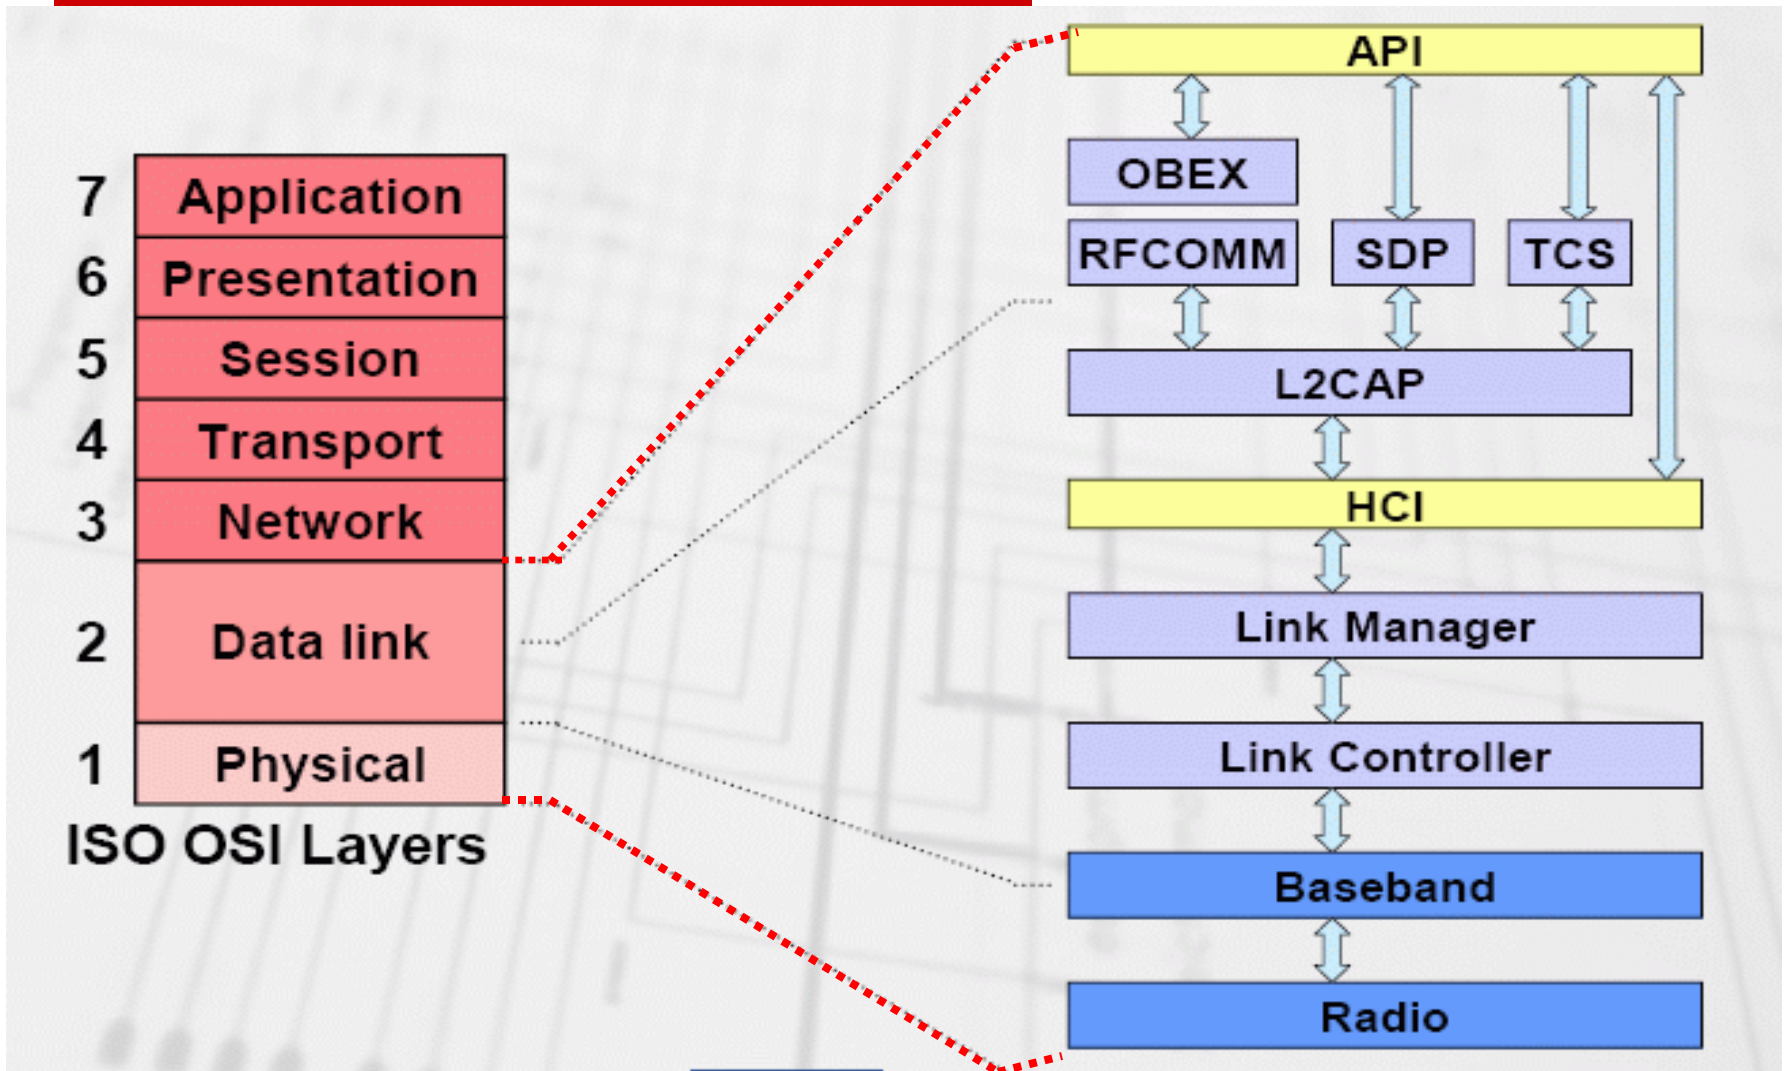 7 Application
6 Presentation
5 Session
4 Transport
3 Network
2 Data link
1 Physical
ISO OSI Layers
API
OBEX
RFCOMM SDP TCS
L2CAP
HCI
Link Manager
Link Controller
Baseband
Radio